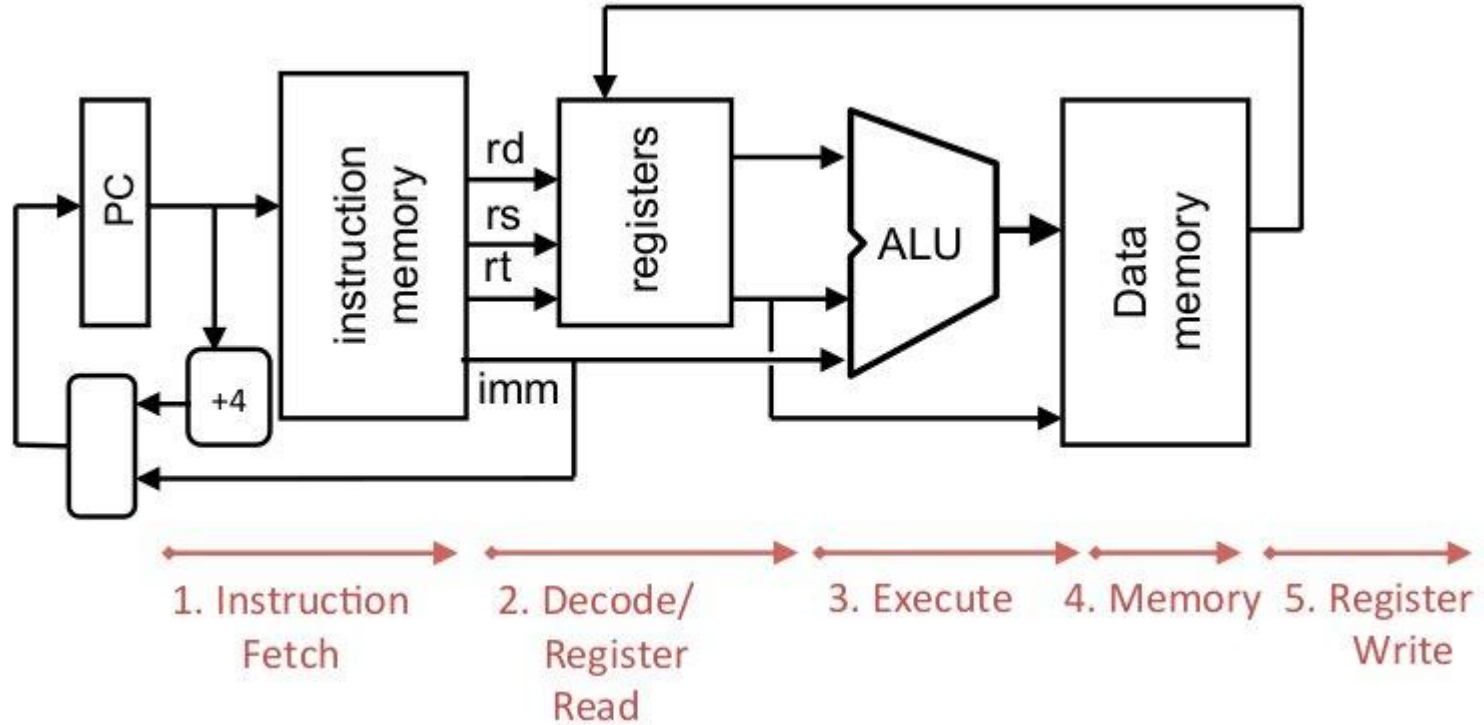 PC
+4
instruction
memory
rd
rs
rt
imm
registers
ALU
Data
memory
1. Instruction
Fetch
2. Decode/
Register
Read
3. Execute
4. Memory
5. Register
Write